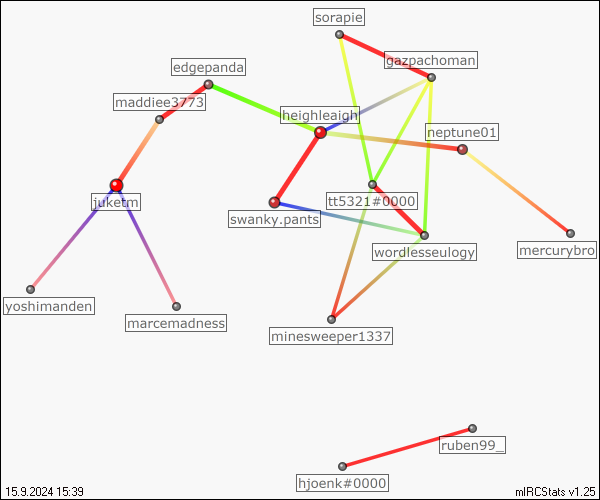 sorapie
gazpachoman
edgepanda
maddiee3773
heighleaigh
neptune01
juketm
tt5321#0000
swanky.pants
wordlesseulogy
mercurybro
yoshimanden
marcemadness
minesweeper1337
ruben99_
hjoenk#0000
15.9.2024 15:39
mIRCStats v1.25